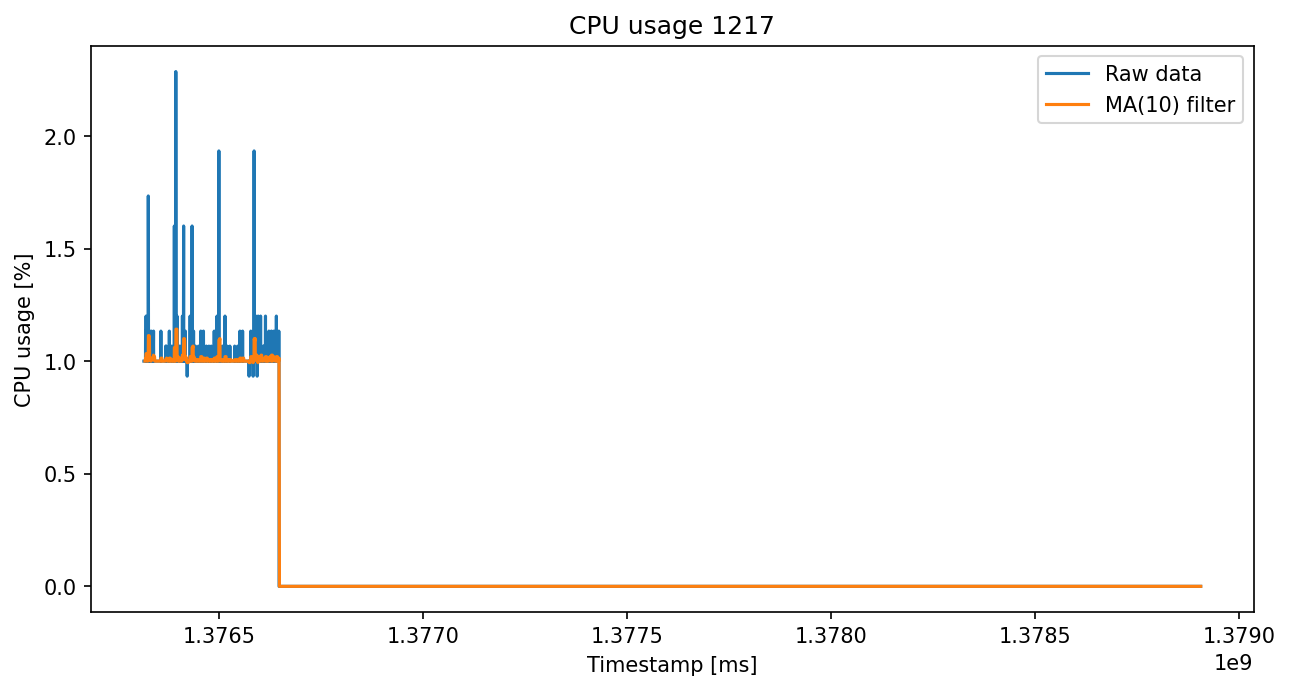 CPU usage 1217
Raw data
MA(10) filter
CPU usage [%]
2.0
1.5
1.0
0.5
0.0
1.3765 1.3770 1.3775 1.3780 1.3785 1.3790
1e9
Timestamp [ms]